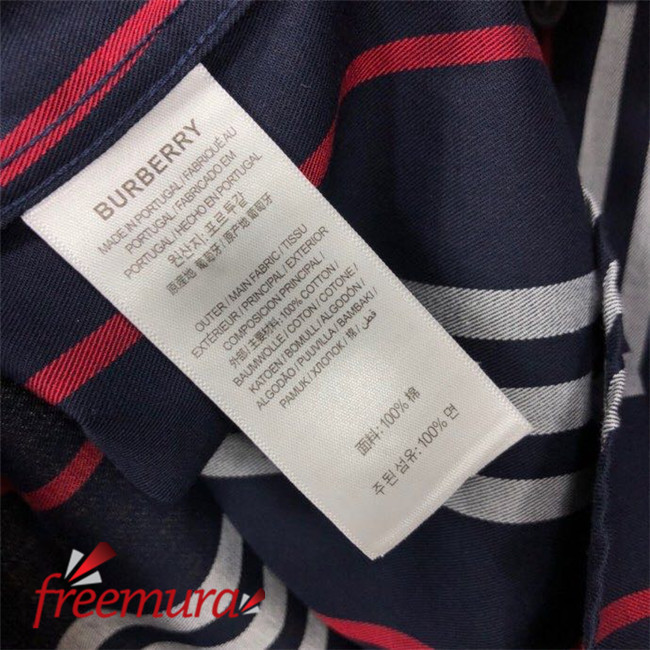 BURBERRY
MADE IN PORTUGAL / FABRIQUÉ AU
PORTUGAL / FABRICADO EM
PORTUGAL / HECHO EN PORTUGAL
원산지: 포르투갈
原産地 葡萄牙 / 原产地 葡萄牙
OUTER / MAIN FABRIC / TISSU
EXTÉRIEUR / PRINCIPAL / EXTERIOR
COMPOSICION PRINCIPAL /
外部 / 主要材料: 100% COTTON /
BAUMWOLLE / COTON / COTONE /
KATOEN / BOMULL / ALGODÓN /
ALGODÃO / PUUVILLA / BAMBAKI /
PAMUK / ХЛОПОК / قطن
面料: 100% 棉
주 된 섬유: 100% 면
freemura